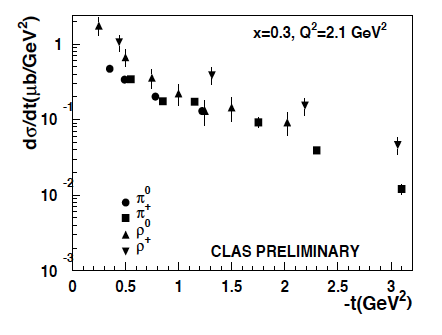 x=0.3, Q²=2.1 GeV²
dσ/dt(μb/GeV²)
1
10⁻¹
10⁻²
10⁻³
π⁰
π⁺
ρ⁰
ρ⁺
CLAS PRELIMINARY
0 0.5 1 1.5 2 2.5 3
-t(GeV²)